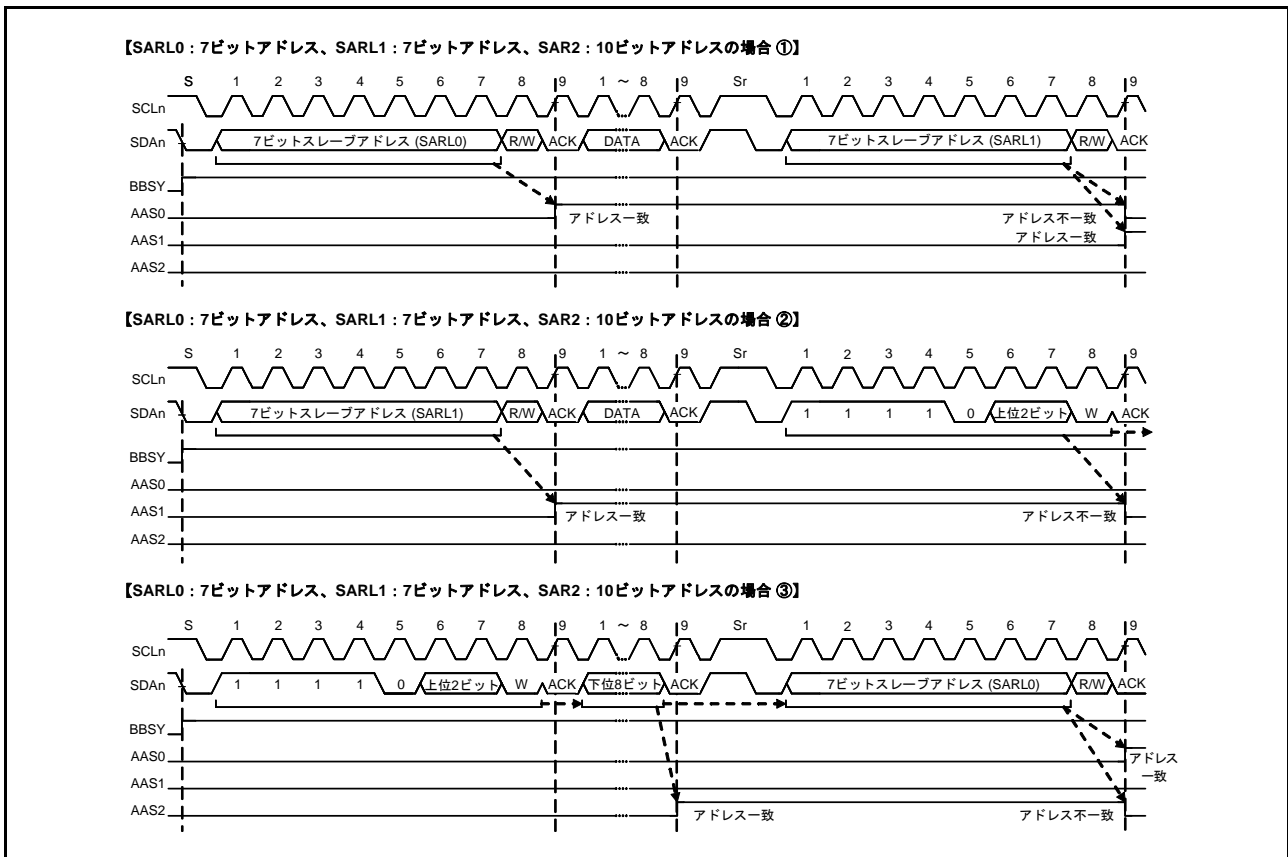 【SARL0：7ビットアドレス、SARL1：7ビットアドレス、SAR2：10ビットアドレスの場合 ①】
S 1 2 3 4 5 6 7 8 9 1 ～ 8 9 Sr 1 2 3 4 5 6 7 8 9
SCLn
SDAn 7ビットスレーブアドレス (SARL0) R/W ACK DATA ACK 7ビットスレーブアドレス (SARL1) R/W ACK
BBSY
AAS0 アドレス一致 アドレス不一致
AAS1 アドレス一致
AAS2
【SARL0：7ビットアドレス、SARL1：7ビットアドレス、SAR2：10ビットアドレスの場合 ②】
S 1 2 3 4 5 6 7 8 9 1 ～ 8 9 Sr 1 2 3 4 5 6 7 8 9
SCLn
SDAn 7ビットスレーブアドレス (SARL1) R/W ACK DATA ACK 1 1 1 1 0 上位2ビット W ACK
BBSY
AAS0
AAS1 アドレス一致 アドレス不一致
AAS2
【SARL0：7ビットアドレス、SARL1：7ビットアドレス、SAR2：10ビットアドレスの場合 ③】
S 1 2 3 4 5 6 7 8 9 1 ～ 8 9 Sr 1 2 3 4 5 6 7 8 9
SCLn
SDAn 1 1 1 1 0 上位2ビット W ACK 下位8ビット ACK 7ビットスレーブアドレス (SARL0) R/W ACK
BBSY
AAS0 アドレス
一致
AAS1
AAS2 アドレス一致 アドレス不一致